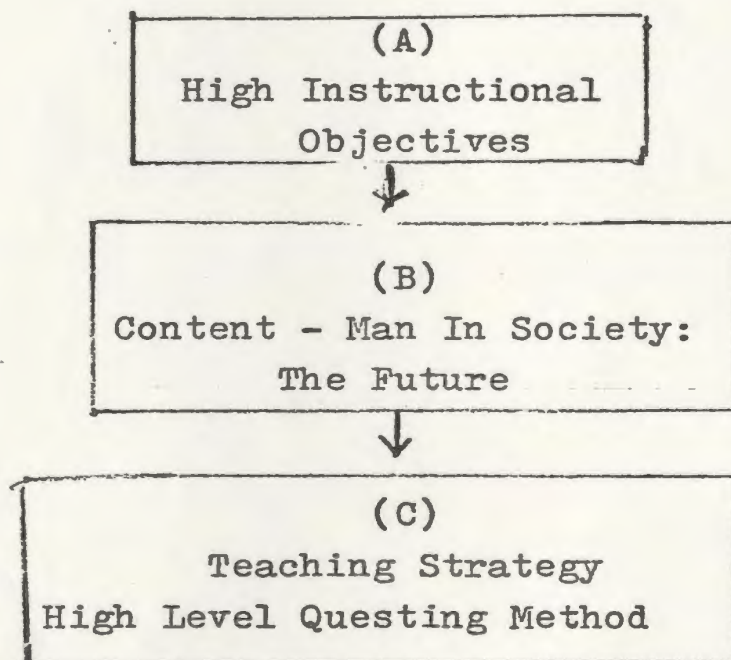 (A)
High Instructional
Objectives
(B)
Content - Man In Society:
The Future
(C)
Teaching Strategy
High Level Questing Method